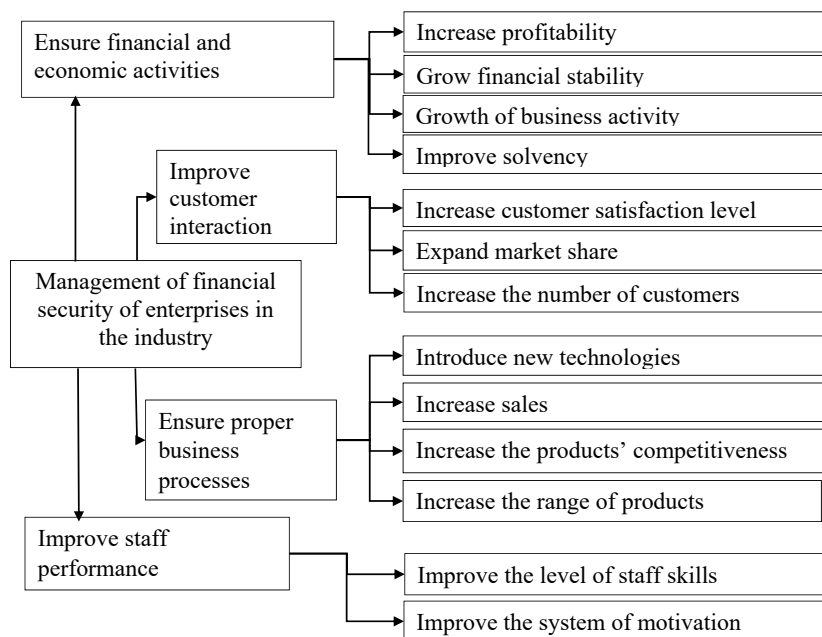 Ensure financial and
economic activities
Increase profitability
Grow financial stability
Growth of business activity
Improve solvency
Improve
customer
interaction
Increase customer satisfaction level
Expand market share
Increase the number of customers
Management of financial
security of enterprises in
the industry
Ensure proper
business
processes
Introduce new technologies
Increase sales
Increase the products’ competitiveness
Increase the range of products
Improve staff
performance
Improve the level of staff skills
Improve the system of motivation